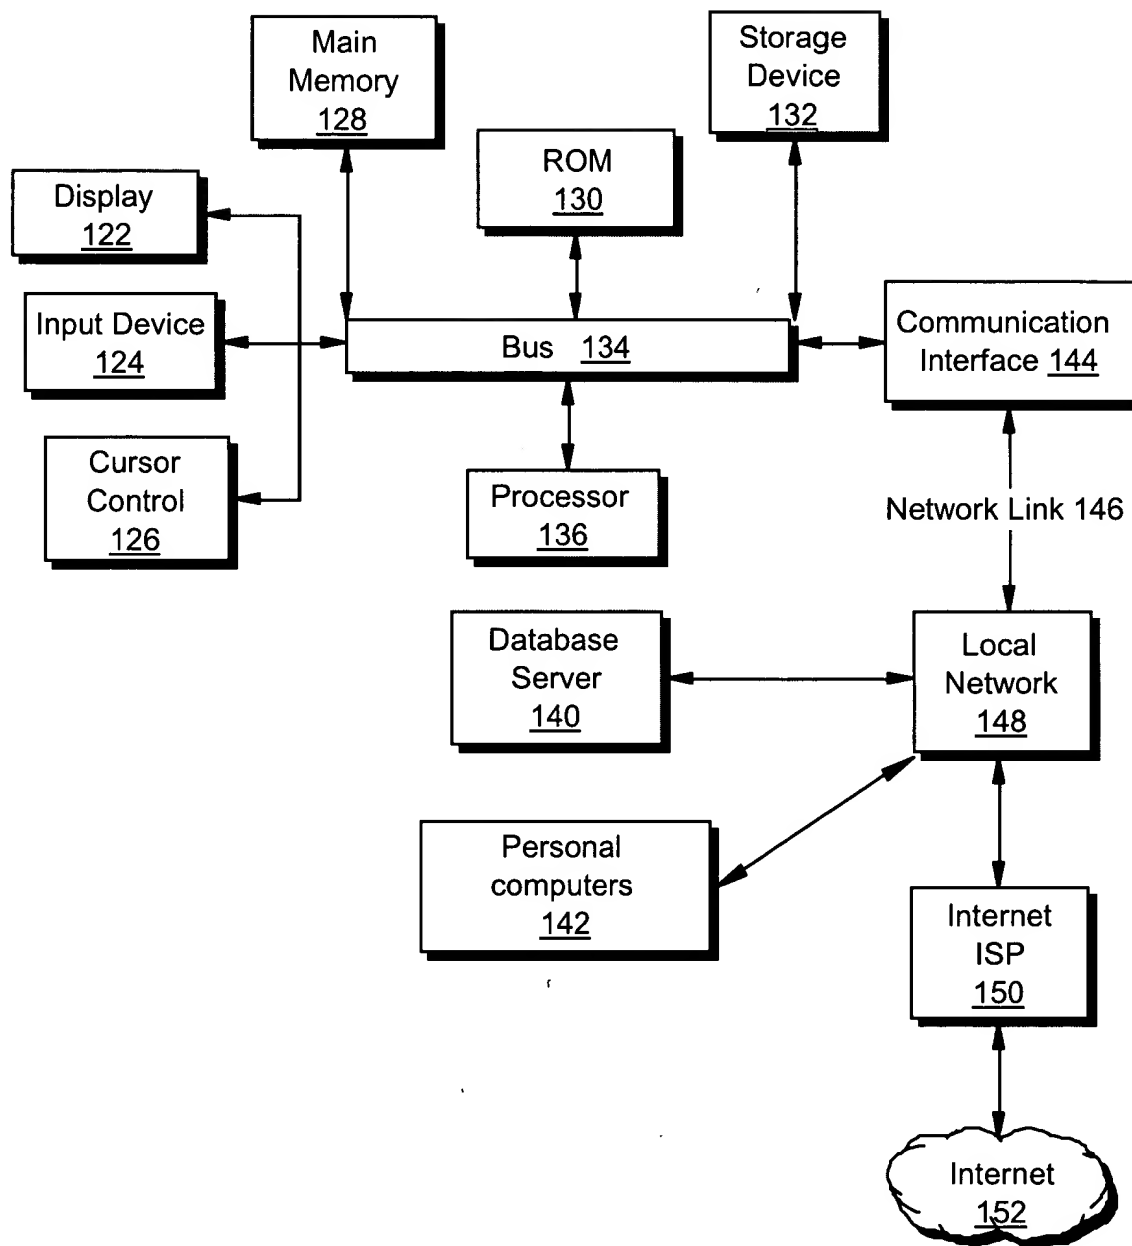 Main
Memory
128
Storage
Device
132
ROM
130
Display
122
Input Device
124
Bus 134
Communication
Interface 144
Cursor
Control
126
Processor
136
Network Link 146
Database
Server
140
Local
Network
148
Personal
computers
142
Internet
ISP
150
Internet
152